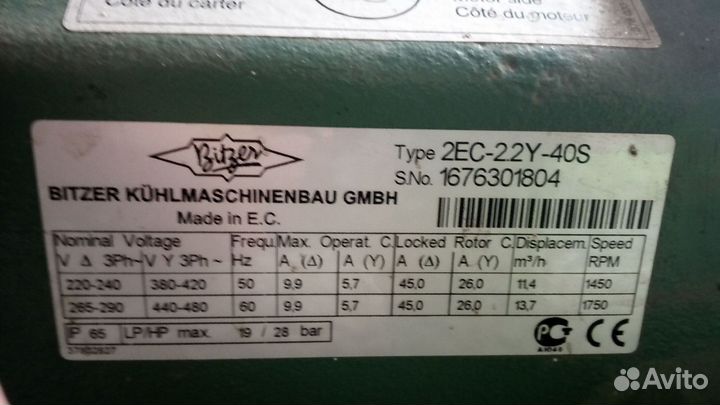 Côté du carter
Motor side
Côté du moteur
Bitzer
Type 2EC-2.2Y-40S
S.No. 1676301804
BITZER KÜHLMASCHINENBAU GMBH
Made in E.C.
Nominal Voltage Frequ. Max. Operat. C. Locked Rotor C. Displacem. Speed
V Δ 3Ph~ V Y 3Ph~ Hz A (Δ) A (Y) A (Δ) A (Y) m³/h RPM
220-240 380-420 50 9,9 5,7 45,0 26,0 11,4 1450
265-290 440-480 60 9,9 5,7 45,0 26,0 13,7 1750
IP 65 LP/HP max. 19 / 28 bar
CE
Avito